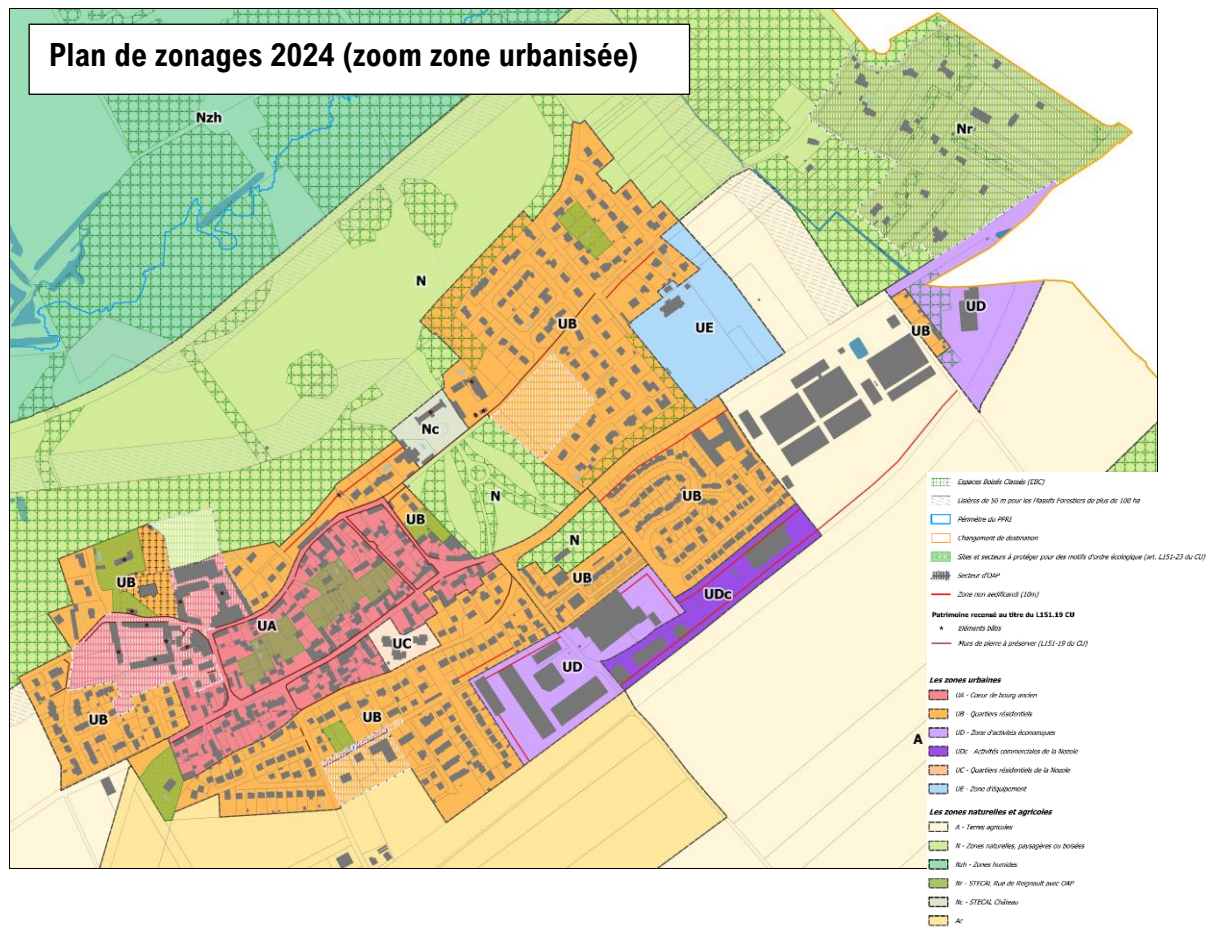 Plan de zonages 2024 (zoom zone urbanisée)
Nzh
Nr
N
UB
UE
UB
UD
Nc
N
UB
UB
N
UB
UB
UDc
UA
UC
UD
UB
UB
A
Espaces Boisés Classés (EBC)
Lisières de 50 m pour les Massifs Forestiers de plus de 100 ha
Périmètre du PPRI
Changement de destination
Sites et secteurs à protéger pour des motifs d'ordre écologique (art. L151-23 du CU)
Secteur d'OAP
Zone non aedificandi (10m)
Patrimoine recensé au titre du L151.19 CU
Eléments bâtis
Murs de pierre à préserver (L151-19 du CU)
Les zones urbaines
UA - Coeur de bourg ancien
UB - Quartiers résidentiels
UD - Zone d'activités économiques
UDc - Activités commerciales de la Nozole
UC - Quartiers résidentiels de la Nozole
UE - Zone d'équipement
Les zones naturelles et agricoles
A - Terres agricoles
N - Zones naturelles, paysagères ou boisées
Nzh - Zones humides
Nr - STECAL Rue de Reignault avec OAP
Nc - STECAL Château
Ac